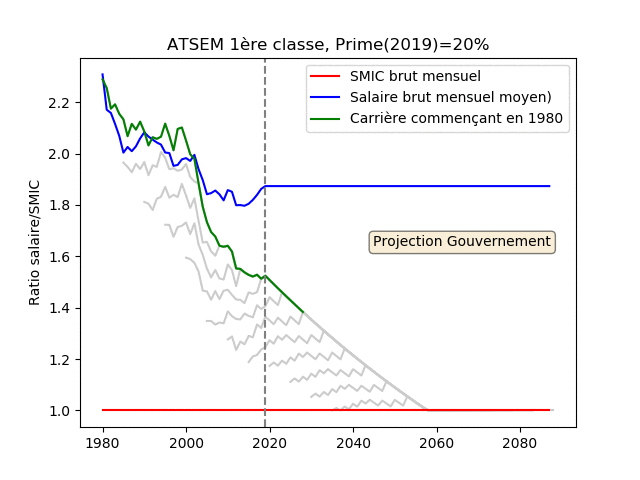 ATSEM 1ère classe, Prime(2019)=20%
SMIC brut mensuel
Salaire brut mensuel moyen)
Carrière commençant en 1980
Projection Gouvernement
Ratio salaire/SMIC
2.2
2.0
1.8
1.6
1.4
1.2
1.0
1980 2000 2020 2040 2060 2080